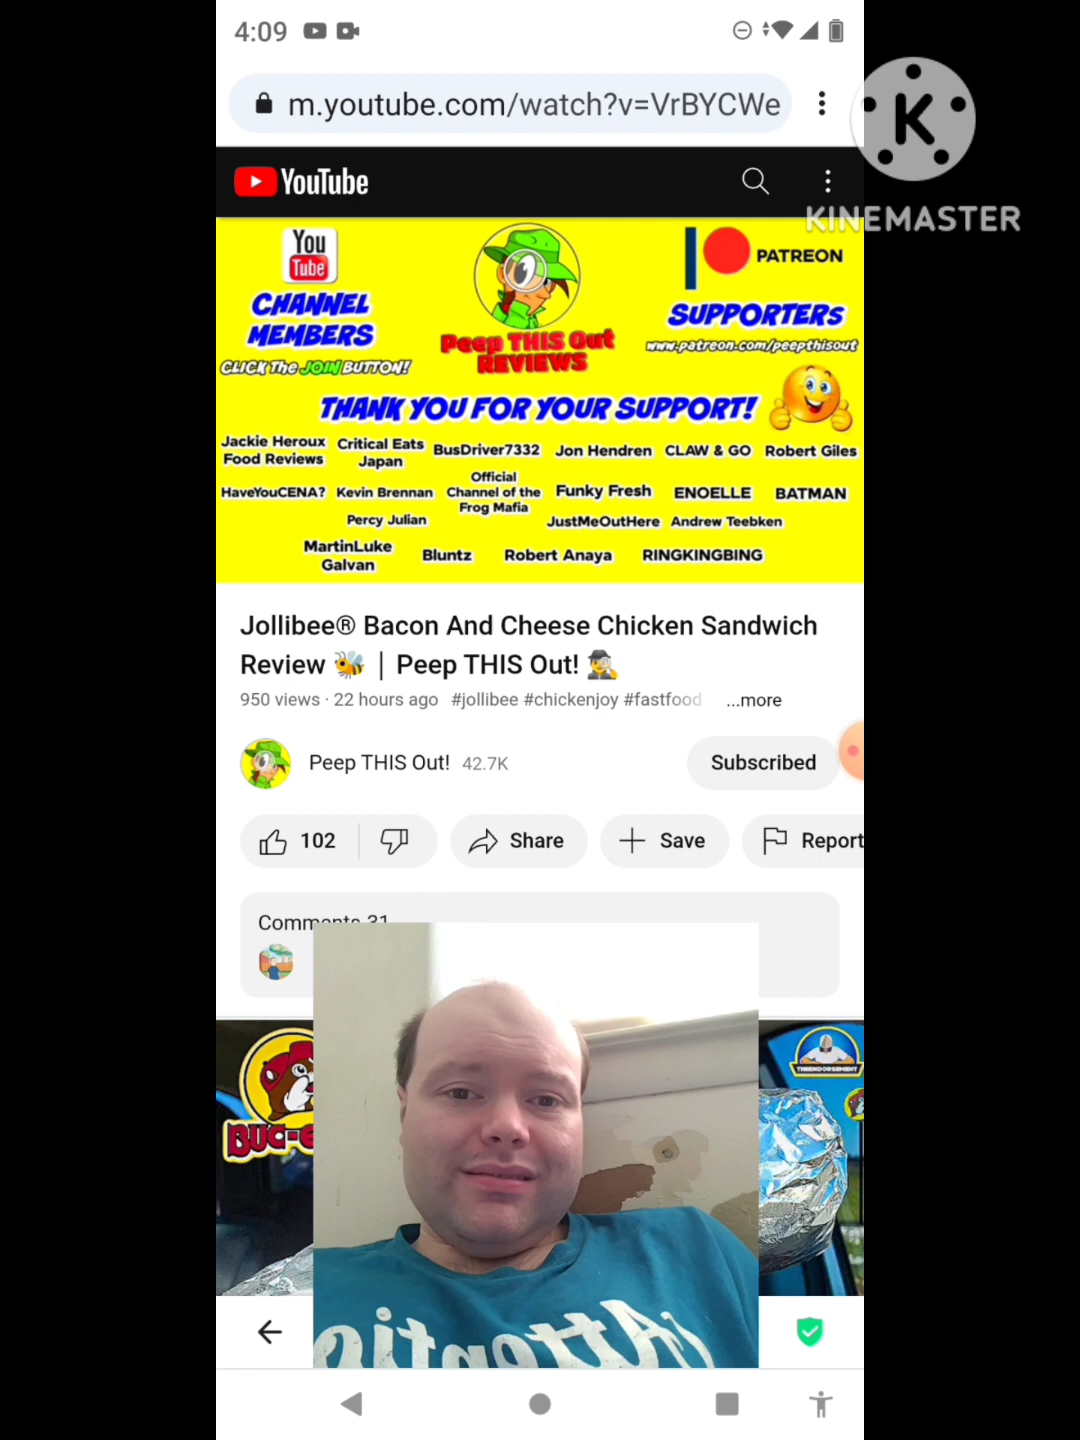 4:09
m.youtube.com/watch?v=VrBYCWe
K
KINEMASTER
YouTube
You
Tube
CHANNEL
MEMBERS
CLICK The JOIN BUTTON!
Peep THIS Out
REVIEWS
PATREON
SUPPORTERs
www.patreon.com/peepthisout
THANK YOU FOR YOUR SUPPORT!
Jackie Heroux
Food Reviews
Critical Eats
Japan
BusDriver7332
Jon Hendren
CLAW & GO
Robert Giles
HaveYouCENA?
Kevin Brennan
Official
Channel of the
Frog Mafia
Funky Fresh
ENOELLE
BATMAN
Percy Julian
JustMeOutHere
Andrew Teebken
MartinLuke
Galvan
Bluntz
Robert Anaya
RINGKINGBING
Jollibee® Bacon And Cheese Chicken Sandwich
Review 🐝 | Peep THIS Out! 🕵️
950 views · 22 hours ago #jollibee #chickenjoy #fastfood ...more
Peep THIS Out! 42.7K
Subscribed
102
Share
Save
Report
Comments 31
BUC-E
THEENDORSEMENT